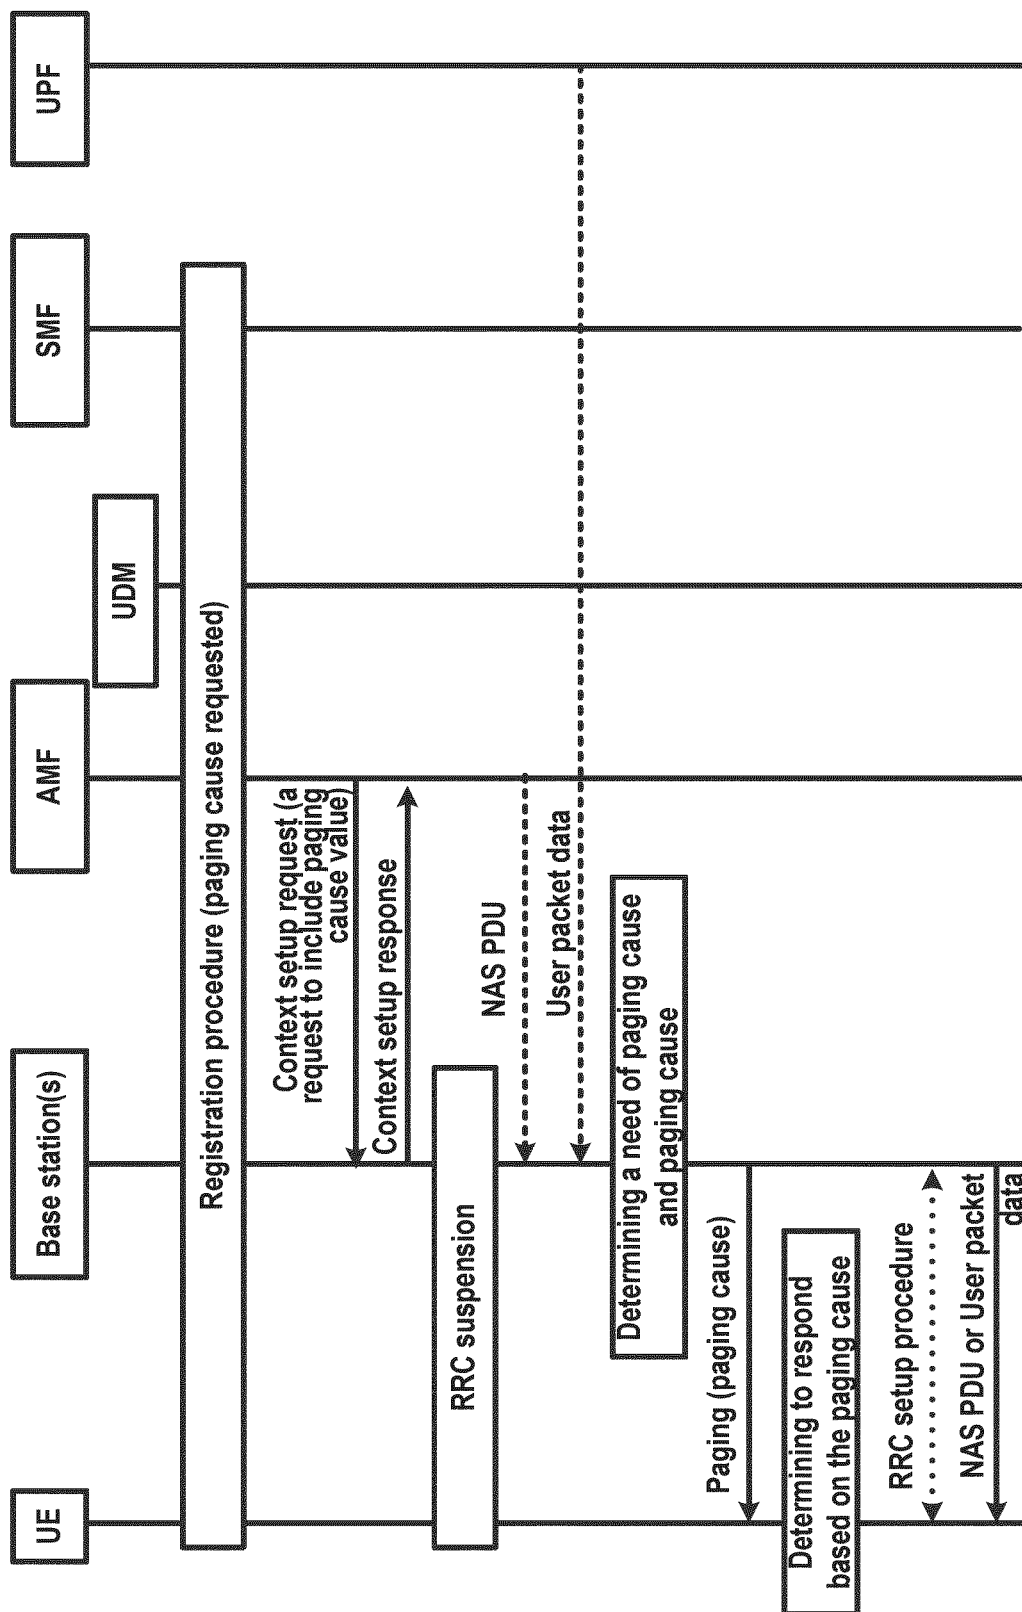 UE
Base station(s)
AMF
UDM
SMF
UPF
Registration procedure (paging cause requested)
Context setup request (a
request to include paging
cause value)
Context setup response
RRC suspension
NAS PDU
User packet data
Determining a need of paging cause
and paging cause
Paging (paging cause)
Determining to respond
based on the paging cause
RRC setup procedure
NAS PDU or User packet
data